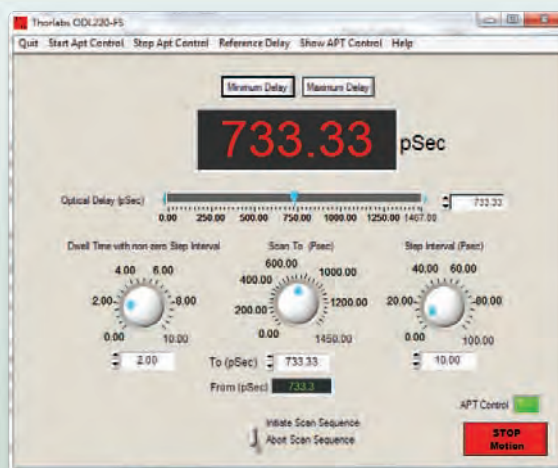 Thorlabs ODL220-FS
Quit Start Apt Control Stop Apt Control Reference Delay Show APT Control Help
Minimum Delay Maximum Delay
733.33 pSec
Optical Delay (pSec) 733.33
0.00 250.00 500.00 750.00 1000.00 1250.00 1467.00
Dwell Time with non zero Step Interval Scan To (Psec) Step Interval (Psec)
4.00 6.00 600.00 40.00 60.00
400.00 1000.00
2.00 8.00 200.00 1200.00 20.00 80.00
0.00 10.00 0.00 1450.00 0.00 100.00
2.00 To (pSec) 733.33 10.00
From (pSec) 733.3
APT Control
Initiate Scan Sequence
Abort Scan Sequence
STOP
Motion